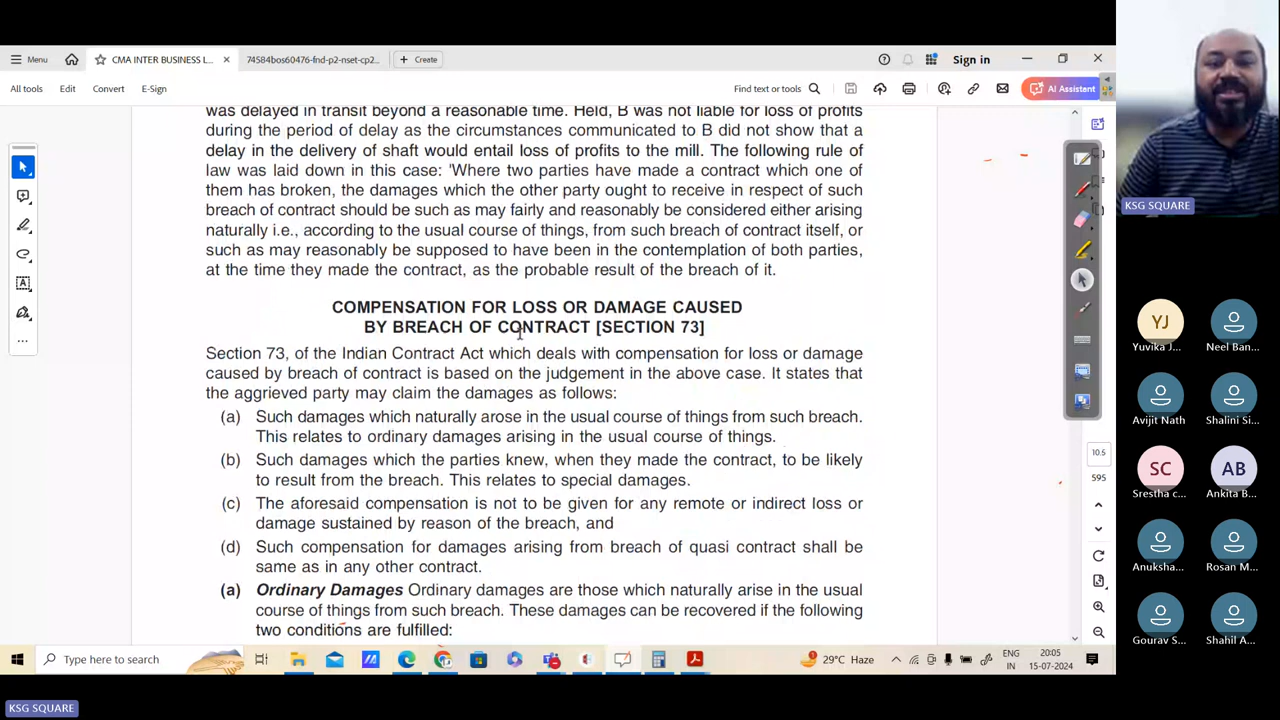 Menu
CMA INTER BUSINESS L...
74584bos60476-fnd-p2-nset-cp2...
Create
Sign in
All tools
Edit
Convert
E-Sign
Find text or tools
AI Assistant
was delayed in transit beyond a reasonable time. Held, B was not liable for loss of profits
during the period of delay as the circumstances communicated to B did not show that a
delay in the delivery of shaft would entail loss of profits to the mill. The following rule of
law was laid down in this case: 'Where two parties have made a contract which one of
them has broken, the damages which the other party ought to receive in respect of such
breach of contract should be such as may fairly and reasonably be considered either arising
naturally i.e., according to the usual course of things, from such breach of contract itself, or
such as may reasonably be supposed to have been in the contemplation of both parties,
at the time they made the contract, as the probable result of the breach of it.
COMPENSATION FOR LOSS OR DAMAGE CAUSED
BY BREACH OF CONTRACT [SECTION 73]
Section 73, of the Indian Contract Act which deals with compensation for loss or damage
caused by breach of contract is based on the judgement in the above case. It states that
the aggrieved party may claim the damages as follows:
(a) Such damages which naturally arose in the usual course of things from such breach.
This relates to ordinary damages arising in the usual course of things.
(b) Such damages which the parties knew, when they made the contract, to be likely
to result from the breach. This relates to special damages.
(c) The aforesaid compensation is not to be given for any remote or indirect loss or
damage sustained by reason of the breach, and
(d) Such compensation for damages arising from breach of quasi contract shall be
same as in any other contract.
(a) Ordinary Damages Ordinary damages are those which naturally arise in the usual
course of things from such breach. These damages can be recovered if the following
two conditions are fulfilled:
10.5
595
Type here to search
29°C Haze
ENG
IN
20:05
15-07-2024
KSG SQUARE
YJ
Yuvika J...
Neel Ban...
Avijit Nath
Shalini Si...
SC
Srestha c...
AB
Ankita B...
Anuksha...
Rosan M...
Gourav S...
Shahil A...
KSG SQUARE